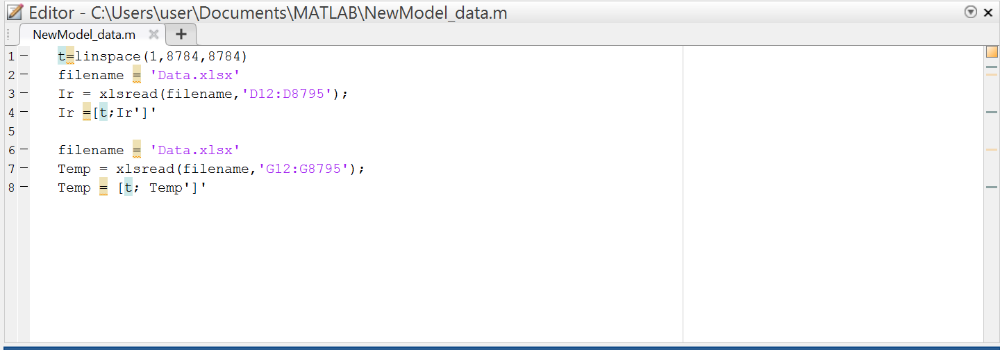 Editor - C:\Users\user\Documents\MATLAB\NewModel_data.m
NewModel_data.m
1 t=linspace(1,8784,8784)
2 filename = 'Data.xlsx'
3 Ir = xlsread(filename,'D12:D8795');
4 Ir =[t;Ir']'
5
6 filename = 'Data.xlsx'
7 Temp = xlsread(filename,'G12:G8795');
8 Temp = [t; Temp']'